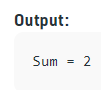 Output:
Sum = 2